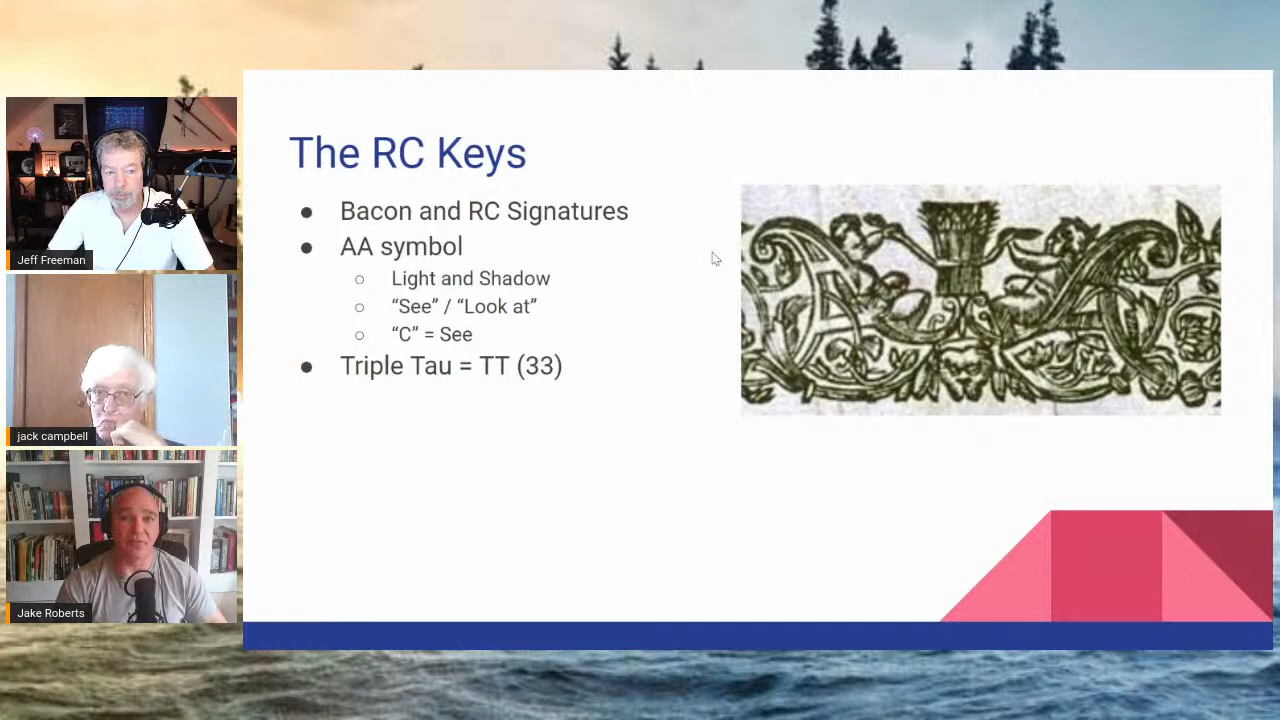 The RC Keys
● Bacon and RC Signatures
● AA symbol
○ Light and Shadow
○ “See” / “Look at”
○ “C” = See
● Triple Tau = TT (33)
Jeff Freeman
jack campbell
Jake Roberts